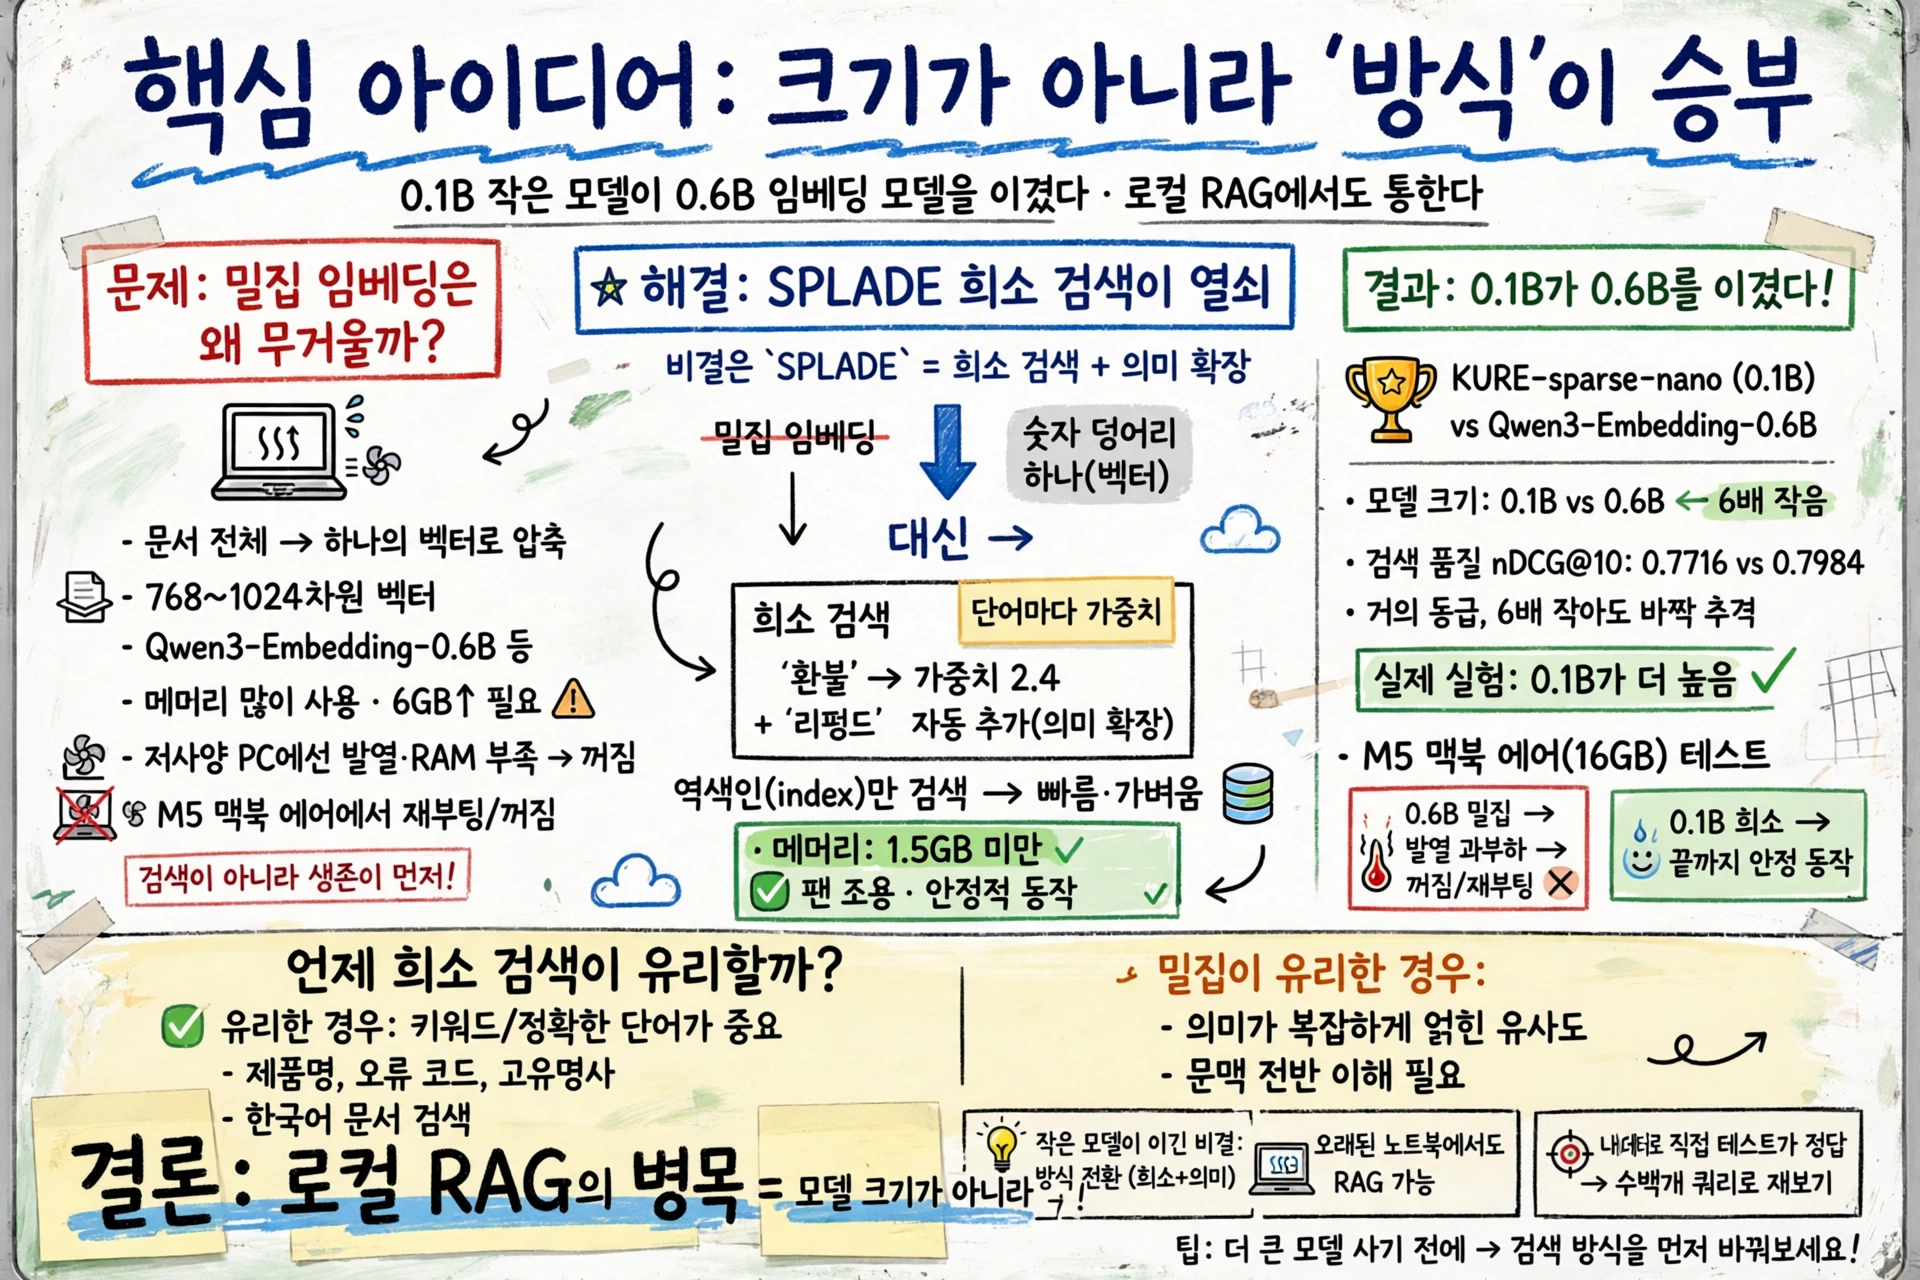 핵심 아이디어: 크기가 아니라 '방식'이 승부
0.1B 작은 모델이 0.6B 임베딩 모델을 이겼다 · 로컬 RAG에서도 통한다
문제: 밀집 임베딩은
왜 무거울까?
- 문서 전체 → 하나의 벡터로 압축
- 768~1024차원 벡터
- Qwen3-Embedding-0.6B 등
- 메머리 많이 사용 · 6GB↑ 필요
- 저사양 PC에선 발열·RAM 부족 → 꺼짐
M5 맥북 에어에서 재부팅/꺼짐
검색이 아니라 생존이 먼저!
해결: SPLADE 희소 검색이 열쇠
비결은 `SPLADE` = 희소 검색 + 의미 확장
밀집 임베딩
숫자 덩어리
하나(벡터)
대신 →
희소 검색
단어마다 가중치
'환불' → 가중치 2.4
+ '리펑드' 자동 추가(의미 확장)
역색인(index)만 검색 → 빠름·가벼움
· 메머리: 1.5GB 미만 ✓
✅ 팬 조용 · 안정적 동작 ✓
결과: 0.1B가 0.6B를 이겼다!
KURE-sparse-nano (0.1B)
vs Qwen3-Embedding-0.6B
· 모델 크기: 0.1B vs 0.6B ← 6배 작음
· 검색 품질 nDCG@10: 0.7716 vs 0.7984
· 거의 동급, 6배 작아도 바짝 추격
실제 실험: 0.1B가 더 높음 ✓
- M5 맥북 에어(16GB) 테스트
0.6B 밀집 →
발열 과부하 →
꺼짐/재부팅
0.1B 희소 →
끝까지 안정 동작
언제 희소 검색이 유리할까?
✅ 유리한 경우: 키워드/정확한 단어가 중요
- 제품명, 오류 코드, 고유명사
- 한국어 문서 검색
밀집이 유리한 경우:
- 의미가 복잡하게 얽힌 유사도
- 문맥 전반 이해 필요
결론: 로컬 RAG의 병목 = 모델 크기가 아니라
작은 모델이 이긴 비결:
방식 전환 (희소+의미)
오래된 노트북에서도
RAG 가능
직접 테스트가 정답
→ 수백개 쿼리로 재보기
팁: 더 큰 모델 사기 전에 → 검색 방식을 먼저 바꿔보세요!